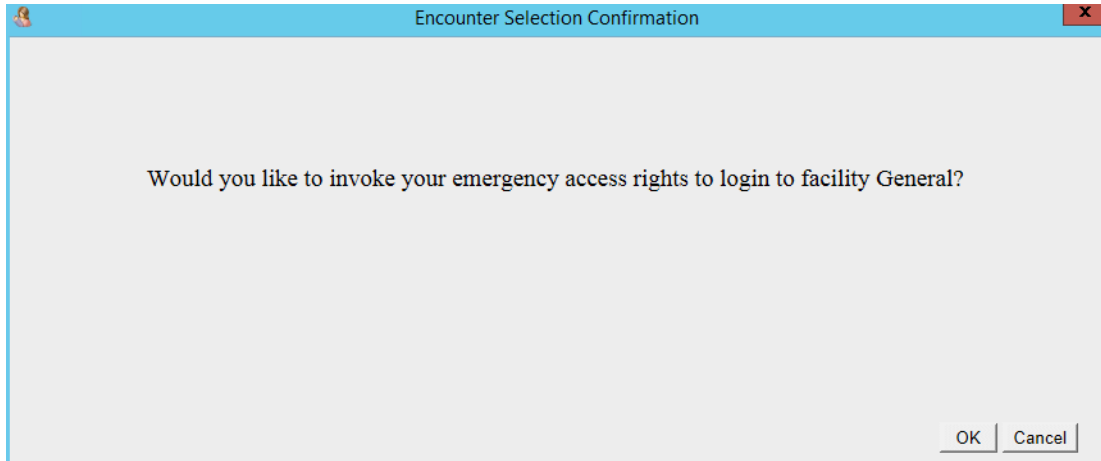 Encounter Selection Confirmation
x
Would you like to invoke your emergency access rights to login to facility General?
OK Cancel